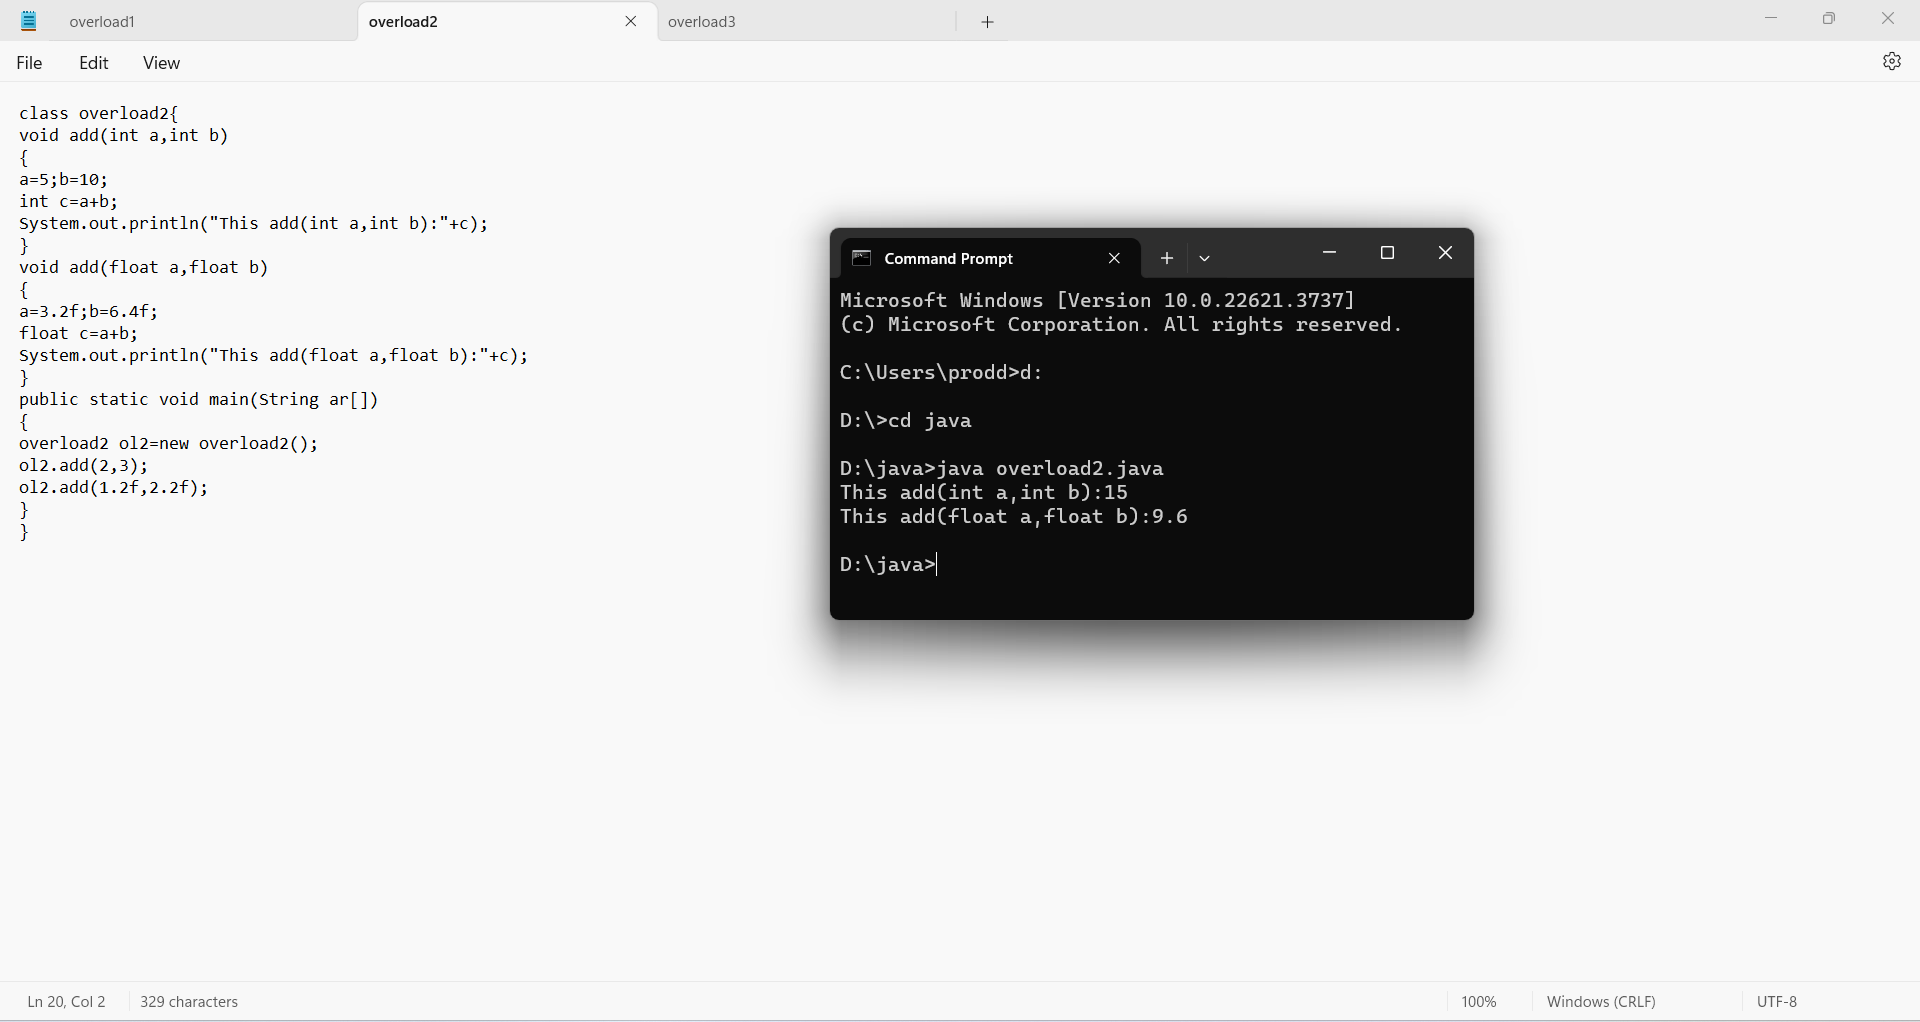 overload1
overload2
overload3
File Edit View
class overload2{
void add(int a,int b)
{
a=5;b=10;
int c=a+b;
System.out.println("This add(int a,int b):"+c);
}
void add(float a,float b)
{
a=3.2f;b=6.4f;
float c=a+b;
System.out.println("This add(float a,float b):"+c);
}
public static void main(String ar[])
{
overload2 ol2=new overload2();
ol2.add(2,3);
ol2.add(1.2f,2.2f);
}
}
Command Prompt
Microsoft Windows [Version 10.0.22621.3737]
(c) Microsoft Corporation. All rights reserved.
C:\Users\prodd>d:
D:\>cd java
D:\java>java overload2.java
This add(int a,int b):15
This add(float a,float b):9.6
D:\java>
Ln 20, Col 2 329 characters 100% Windows (CRLF) UTF-8